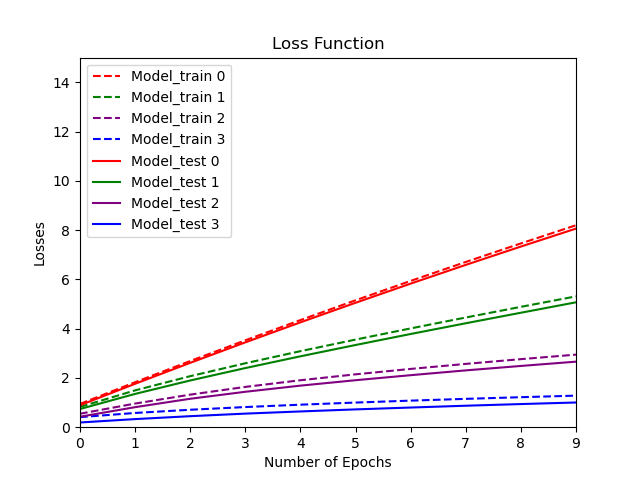 Loss Function
14
12
10
8
6
4
2
0
Losses
Model_train 0
Model_train 1
Model_train 2
Model_train 3
Model_test 0
Model_test 1
Model_test 2
Model_test 3
0 1 2 3 4 5 6 7 8 9
Number of Epochs